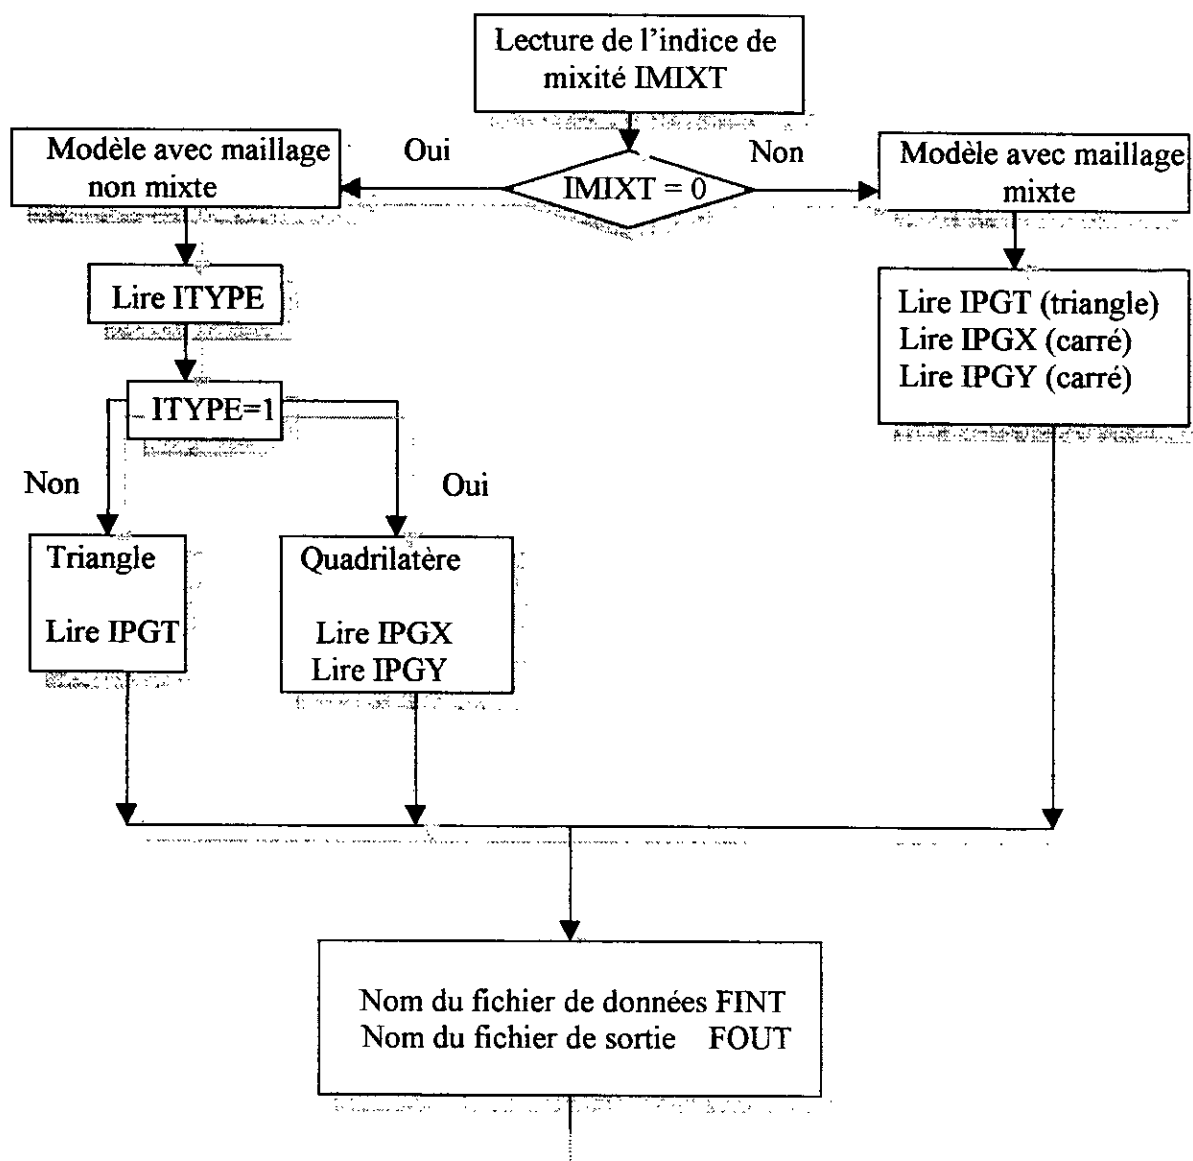 Lecture de l'indice de
mixité IMIXT
Oui
Non
Modèle avec maillage
non mixte
IMIXT = 0
Modèle avec maillage
mixte
Lire ITYPE
Lire IPGT (triangle)
Lire IPGX (carré)
Lire IPGY (carré)
ITYPE=1
Non
Oui
Triangle
Lire IPGT
Quadrilatère
Lire IPGX
Lire IPGY
Nom du fichier de données FINT
Nom du fichier de sortie FOUT